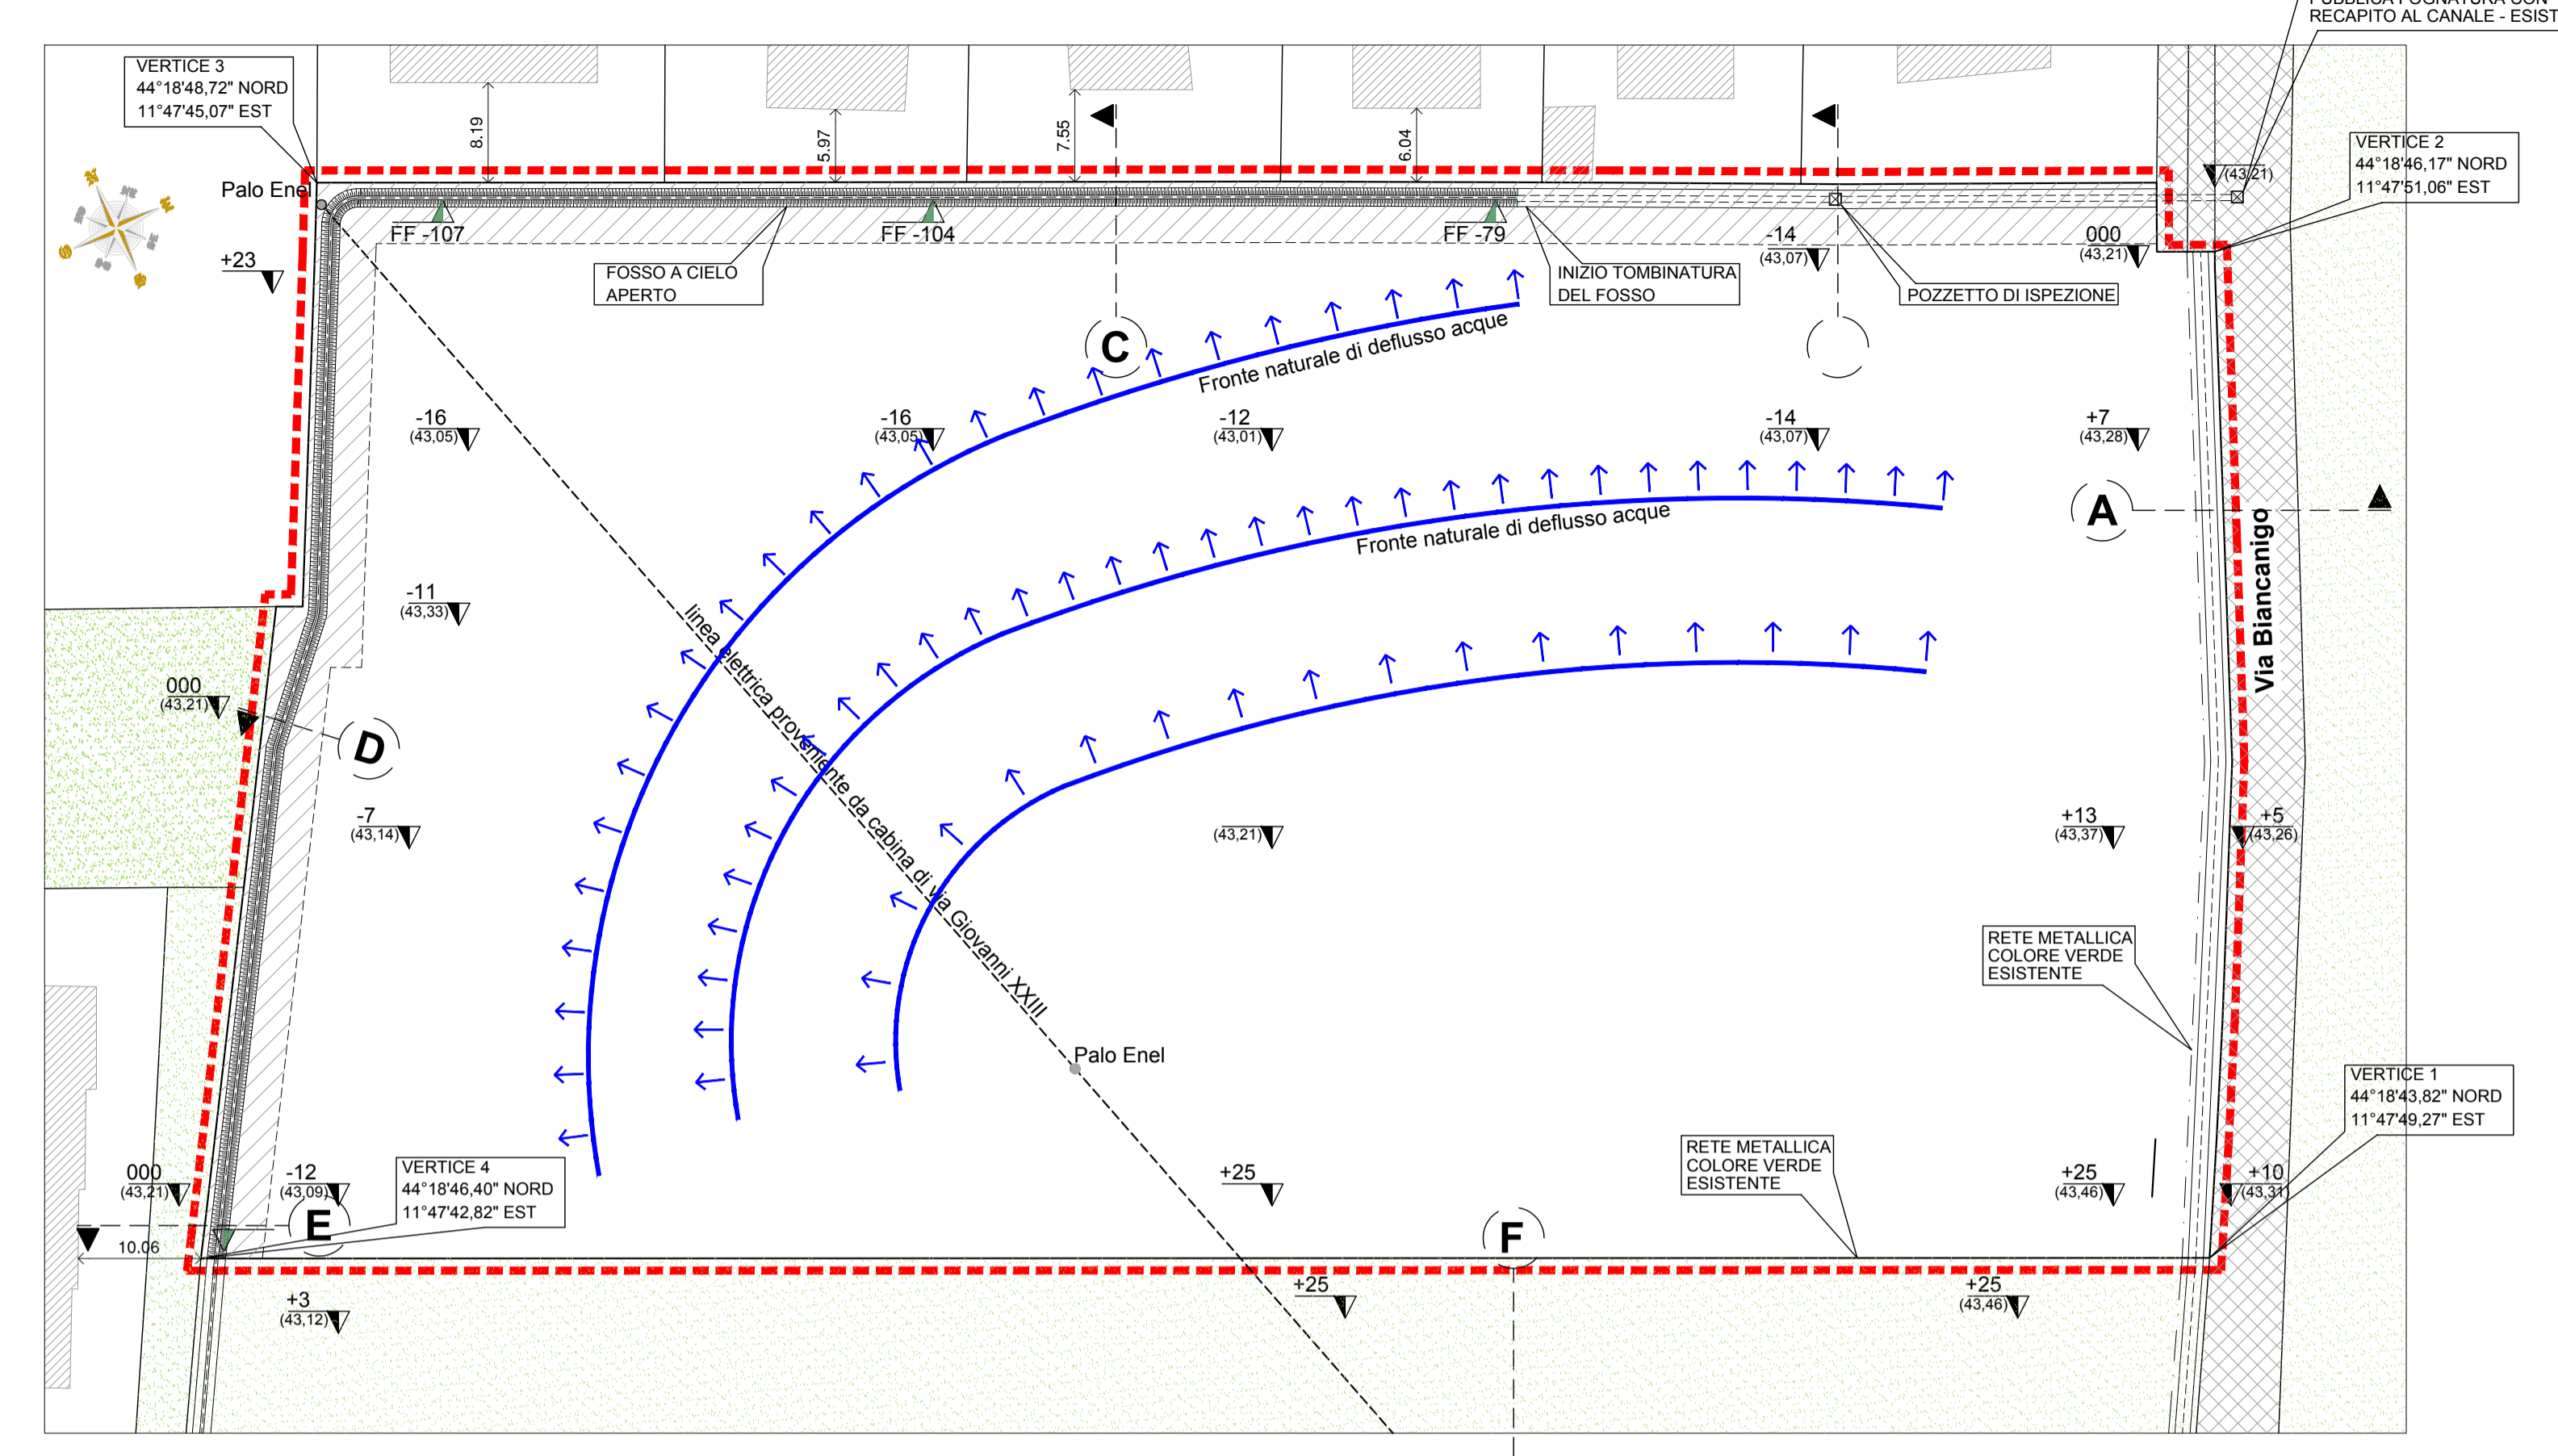 RECAPITO AL CANALE - ESIST
VERTICE 3
44°18'48,72" NORD
11°47'45,07" EST
VERTICE 2
44°18'46,17" NORD
11°47'51,06" EST
8.19
5.97
7.55
6.04
(43,21)
Palo Enel
N
FF -107
FF -104
FF -79
-14
(43,07)
000
(43,21)
+23
FOSSO A CIELO
APERTO
INIZIO TOMBINATURA
DEL FOSSO
POZZETTO DI ISPEZIONE
C
Fronte naturale di deflusso acque
-16
(43,05)
-16
(43,05)
-12
(43,01)
-14
(43,07)
+7
(43,28)
A
Fronte naturale di deflusso acque
Via Biancanigo
-11
(43,33)
linea elettrica proveniente da cabina di via Giovanni XXIII
000
(43,21)
D
-7
(43,14)
(43,21)
+13
(43,37)
+5
(43,26)
RETE METALLICA
COLORE VERDE
ESISTENTE
Palo Enel
VERTICE 1
44°18'43,82" NORD
11°47'49,27" EST
RETE METALLICA
COLORE VERDE
ESISTENTE
000
(43,21)
-12
(43,09)
VERTICE 4
44°18'46,40" NORD
11°47'42,82" EST
+25
+25
(43,46)
+10
(43,31)
E
F
10.06
+3
(43,12)
+25
+25
(43,46)